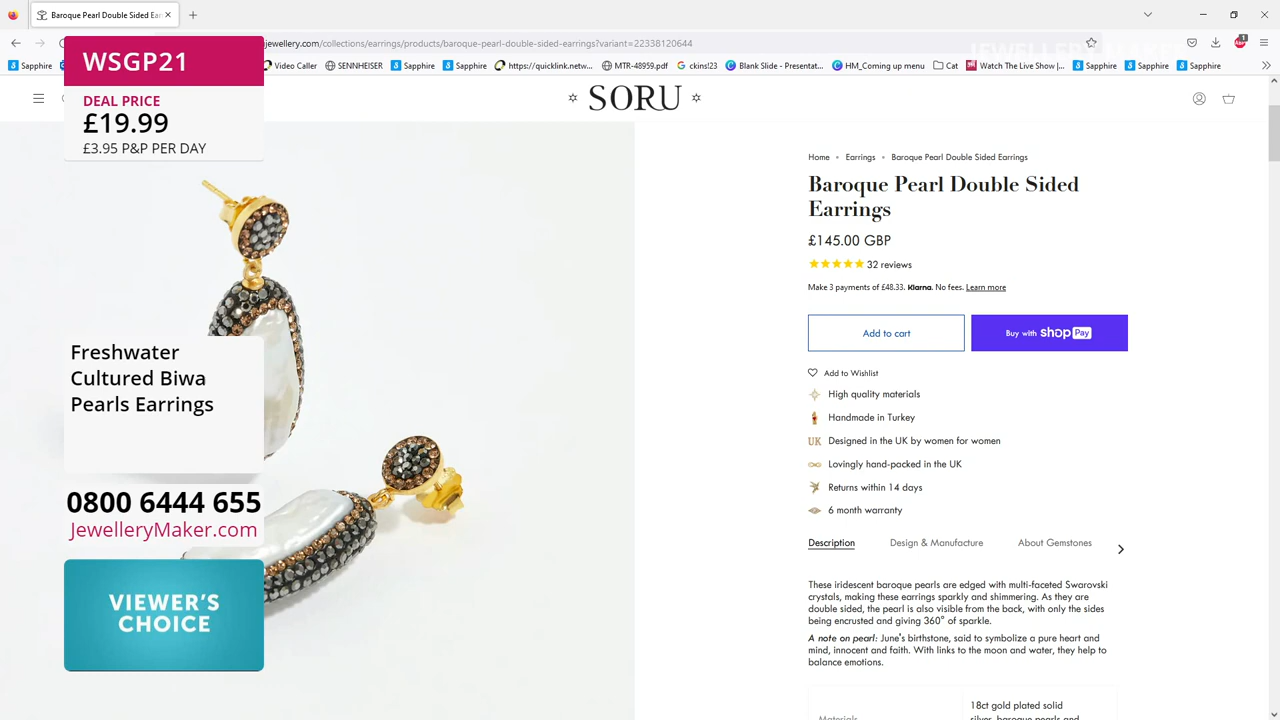 Baroque Pearl Double Sided Ear
jewellery.com/collections/earrings/products/baroque-pearl-double-sided-earrings?variant=22338120644
Sapphire
Video Caller
SENNHEISER
Sapphire
Sapphire
https://quicklink.netw...
MTR-48959.pdf
ckins!23
Blank Slide - Presentat...
HM_Coming up menu
Cat
Watch The Live Show |...
Sapphire
Sapphire
Sapphire
WSGP21
DEAL PRICE
£19.99
£3.95 P&P PER DAY
Freshwater
Cultured Biwa
Pearls Earrings
0800 6444 655
JewelleryMaker.com
VIEWER'S
CHOICE
SORU
Home • Earrings • Baroque Pearl Double Sided Earrings
Baroque Pearl Double Sided
Earrings
£145.00 GBP
32 reviews
Make 3 payments of £48.33. Klarna. No fees. Learn more
Add to cart
Buy with shop Pay
Add to Wishlist
High quality materials
Handmade in Turkey
UK Designed in the UK by women for women
Lovingly hand-packed in the UK
Returns within 14 days
6 month warranty
Description Design & Manufacture About Gemstones
These iridescent baroque pearls are edged with multi-faceted Swarovski
crystals, making these earrings sparkly and shimmering. As they are
double sided, the pearl is also visible from the back, with only the sides
being encrusted and giving 360° of sparkle.
A note on pearl: June's birthstone, said to symbolize a pure heart and
mind, innocent and faith. With links to the moon and water, they help to
balance emotions.
18ct gold plated solid
Materials
silver, baroque pearls and